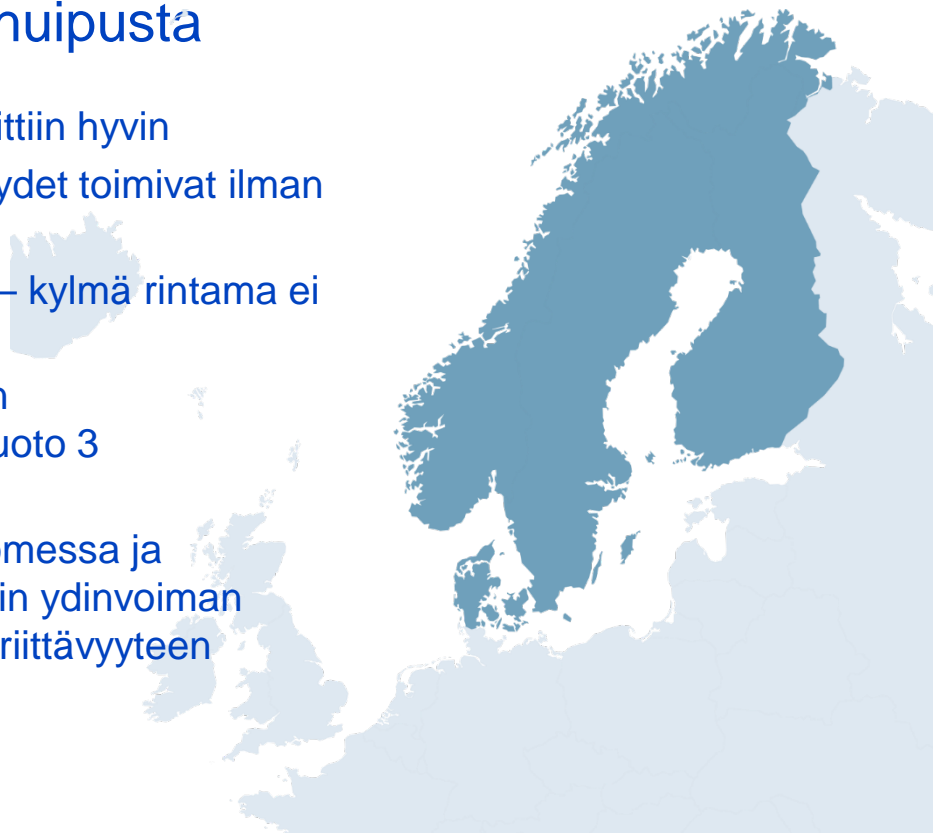 huipusta
ittiin hyvin
ydet toimivat ilman
– kylmä rintama ei
n
uoto 3
omessa ja
in ydinvoiman
riittävyyteen